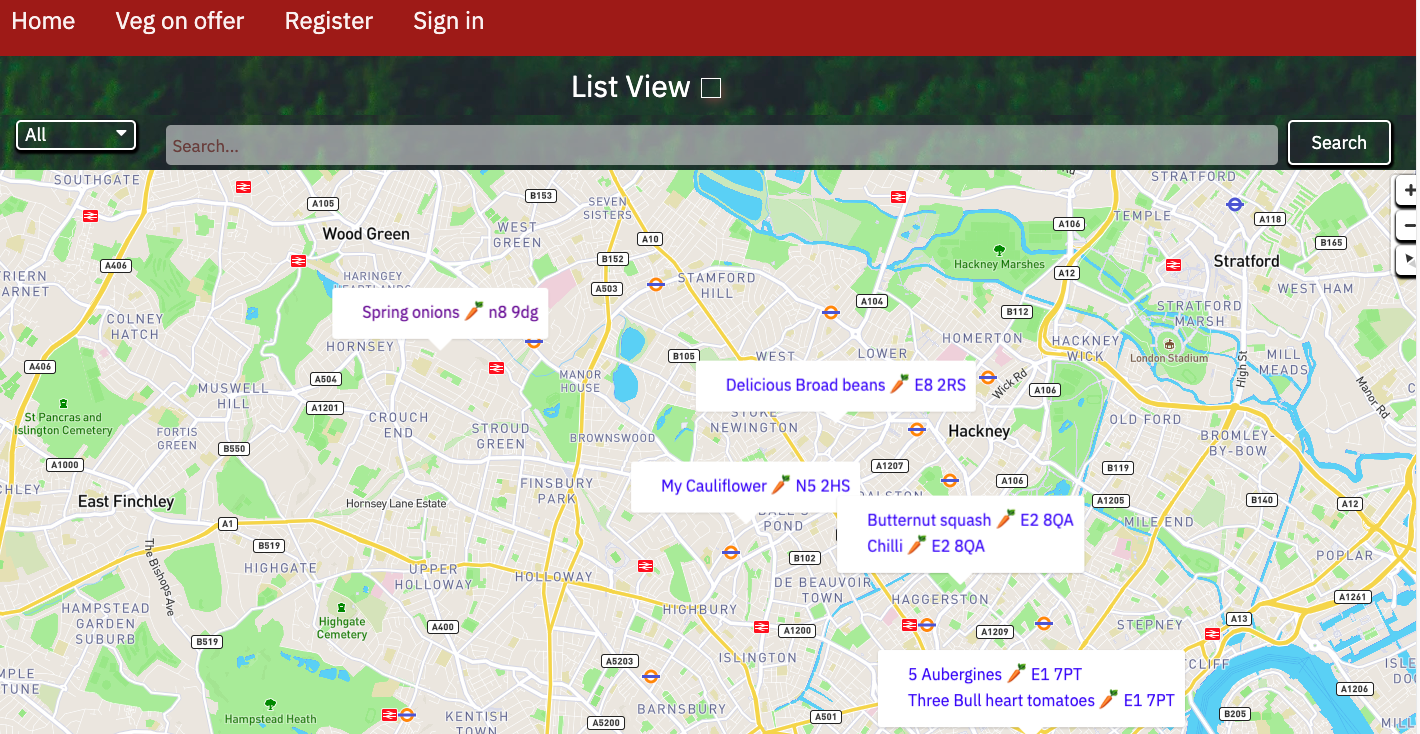 Home Veg on offer Register Sign in
List View
All
Search...
Search
SOUTHGATE
B153
A105
SEVEN
SISTERS
STRATFORD
TEMPLE
A118
A106
Wood Green
WEST
GREEN
A10
B165
B152
Hackney Marshes
Stratford
A406
A12
HARINGEY
STAMFORD
HILL
A503
WEST HAM
A104
STRATFORD
MARSH
B112
Spring onions 🥕 n8 9dg
COLNEY
HATCH
HORNSEY
HOMERTON
HACKNEY
WICK
B105
WEST
LOWER
London Stadium
High St
MILL
MEADS
A406
A504
MANOR
HOUSE
Delicious Broad beans 🥕 E8 2RS
Wick Rd
A106
Manor Rd
MUSWELL
HILL
A1201
St Pancras and
Islington Cemetery
CROUCH
END
STOKE
NEWINGTON
OLD FORD
FORTIS
GREEN
STROUD
GREEN
BROWNSWOOD
Hackney
BROMLEY-
BY-BOW
B550
A1000
A1207
B119
FINSBURY
PARK
My Cauliflower 🥕 N5 2HS
A106
East Finchley
Hornsey Lane Estate
A1205
B140
A12
A1
POND
Butternut squash 🥕 E2 8QA
Chilli 🥕 E2 8QA
MILE END
B519
The Bishops Ave
B102
POPLAR
HIGHGATE
UPPER
HOLLOWAY
HOLLOWAY
DE BEAUVOIR
TOWN
HAMPSTEAD
GARDEN
SUBURB
Highgate
Cemetery
HIGHBURY
HAGGERSTON
A1261
A400
A1200
A1209
STEPNEY
A13
B519
A5203
ISLINGTON
5 Aubergines 🥕 E1 7PT
Three Bull heart tomatoes 🥕 E1 7PT
A1206
Hampstead Heath
KENTISH
TOWN
BARNSBURY
A5200
A501
B205